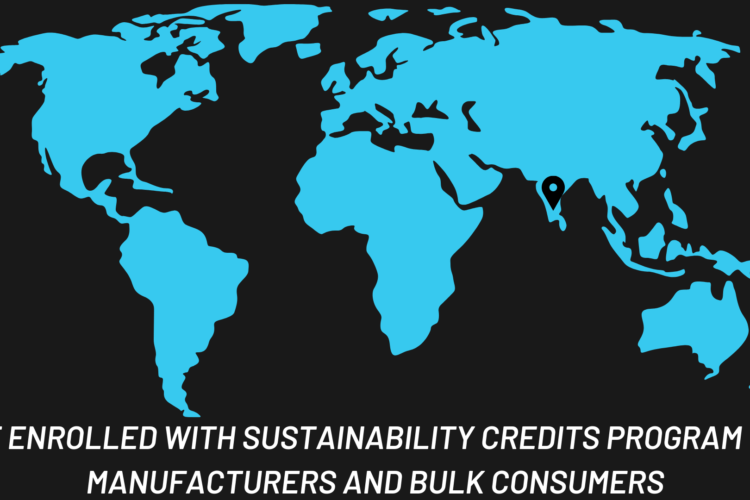 ENROLLED WITH SUSTAINABILITY CREDITS PROGRAM
MANUFACTURERS AND BULK CONSUMERS